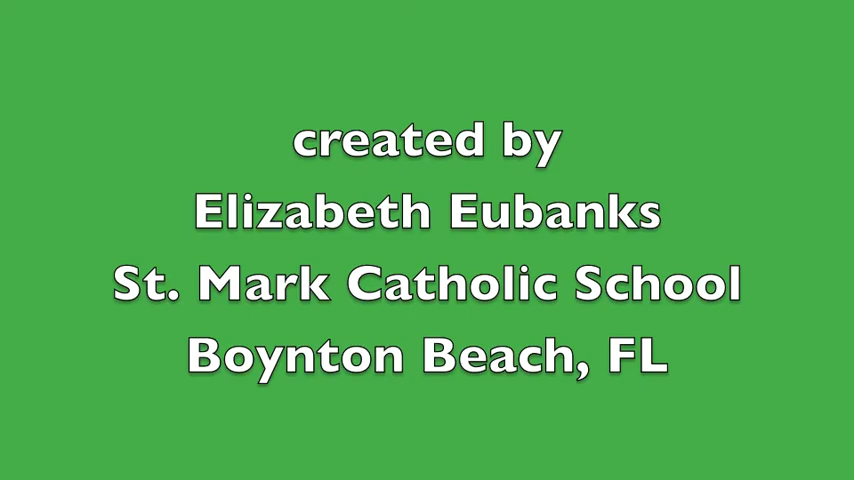 created by
Elizabeth Eubanks
St. Mark Catholic School
Boynton Beach, FL